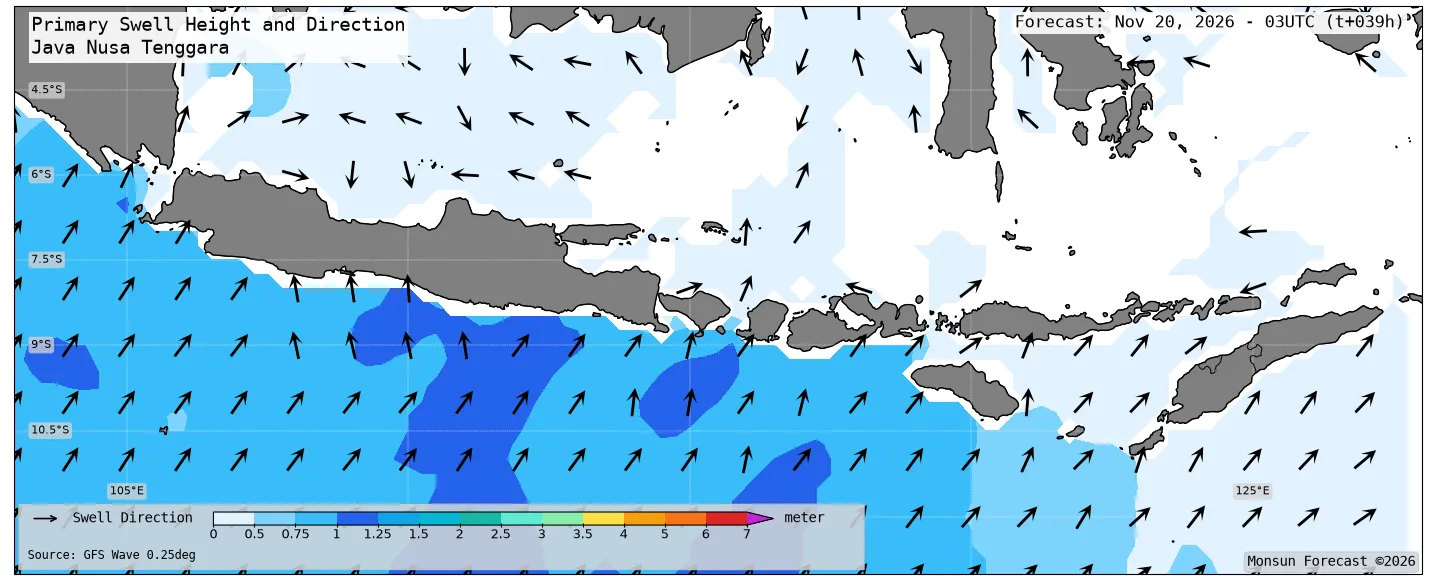 Primary Swell Height and Direction
Java Nusa Tenggara
Forecast: Nov 20, 2026 - 03UTC (t+039h)
4.5°S
6°S
7.5°S
9°S
10.5°S
105°E
125°E
Swell Direction
0 0.5 0.75 1 1.25 1.5 2 2.5 3 3.5 4 5 6 7
meter
Source: GFS Wave 0.25deg
Monsun Forecast ©2026